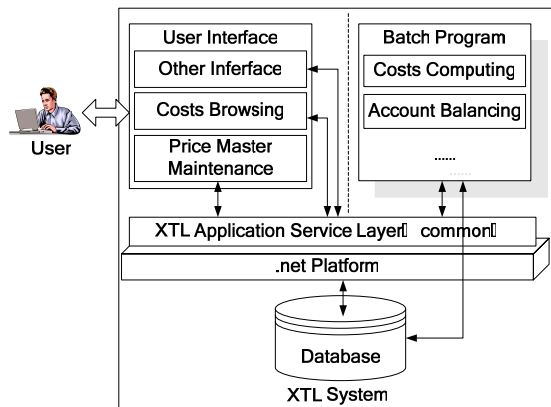 User Interface
Other Inferface
Costs Browsing
Price Master
Maintenance
User
Batch Program
Costs Computing
Account Balancing
......
......
XTL Application Service Layer▯ common▯
.net Platform
Database
XTL System